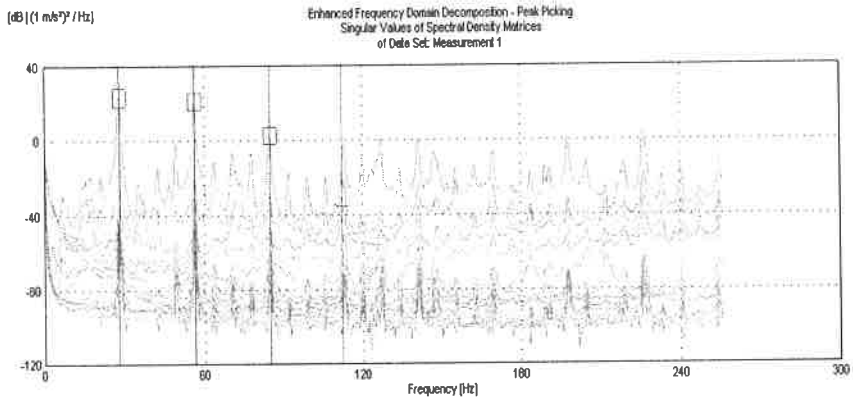 Enhanced Frequency Domain Decomposition - Peak Picking
[dB | (1 m/s²)² / Hz]
Singular Values of Spectral Density Matrices
of Data Set: Measurement 1
40
0
-40
-80
-120
0 60 120 180 240 300
Frequency [Hz]